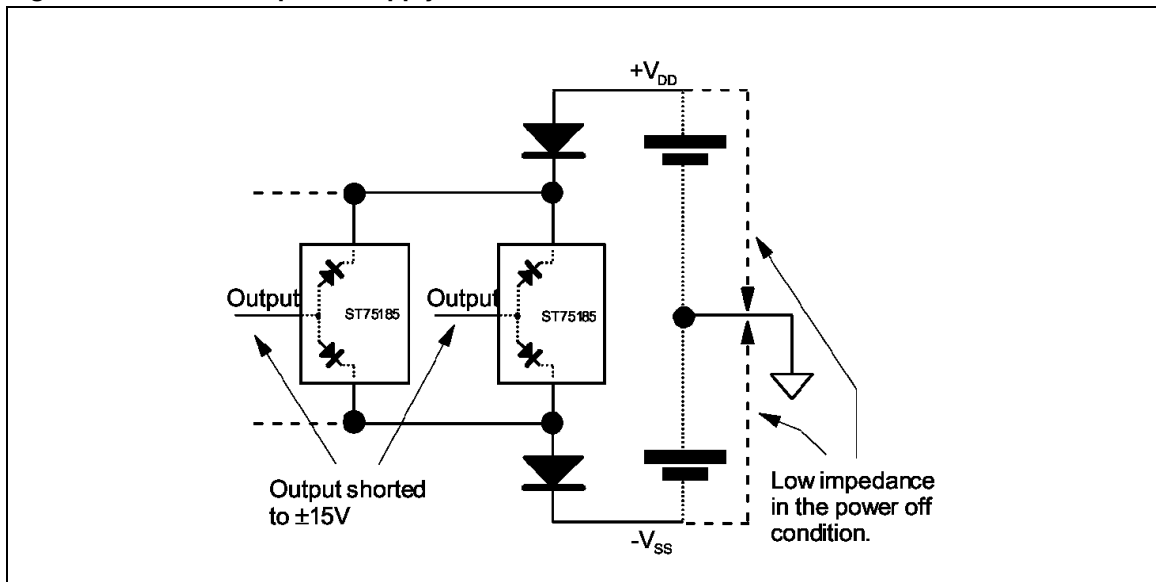 +VDD
Output
ST75185
Output
ST75185
Output shorted
to ±15V
Low impedance
in the power off
condition.
-VSS